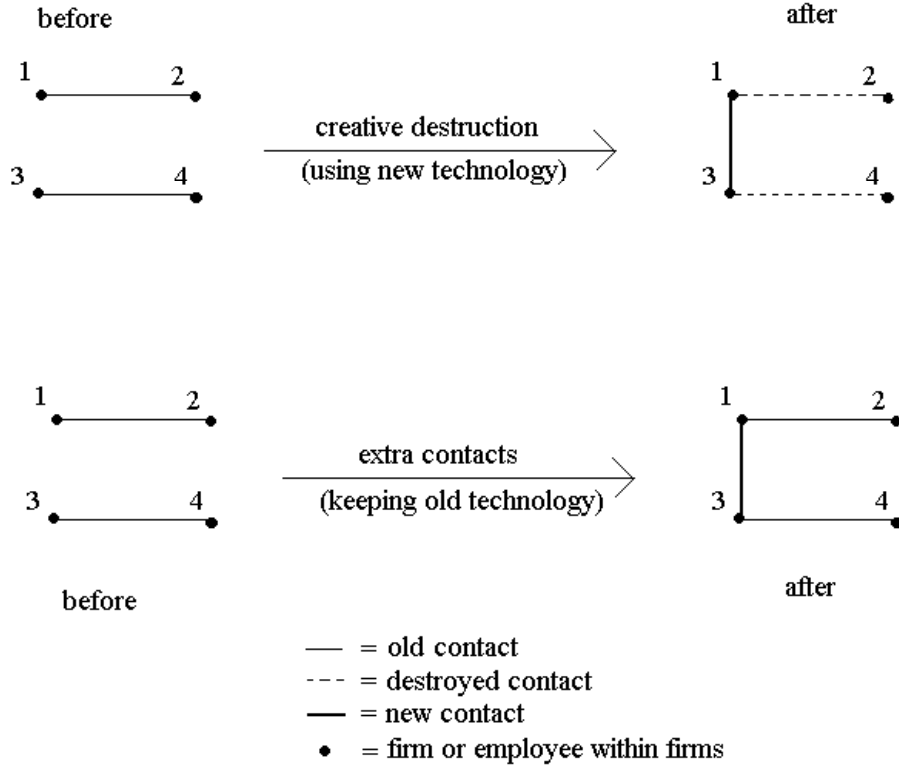 before
after
1
2
1
2
creative destruction
(using new technology)
3
4
3
4
1
2
1
2
extra contacts
(keeping old technology)
3
4
3
4
before
after
= old contact
= destroyed contact
= new contact
= firm or employee within firms